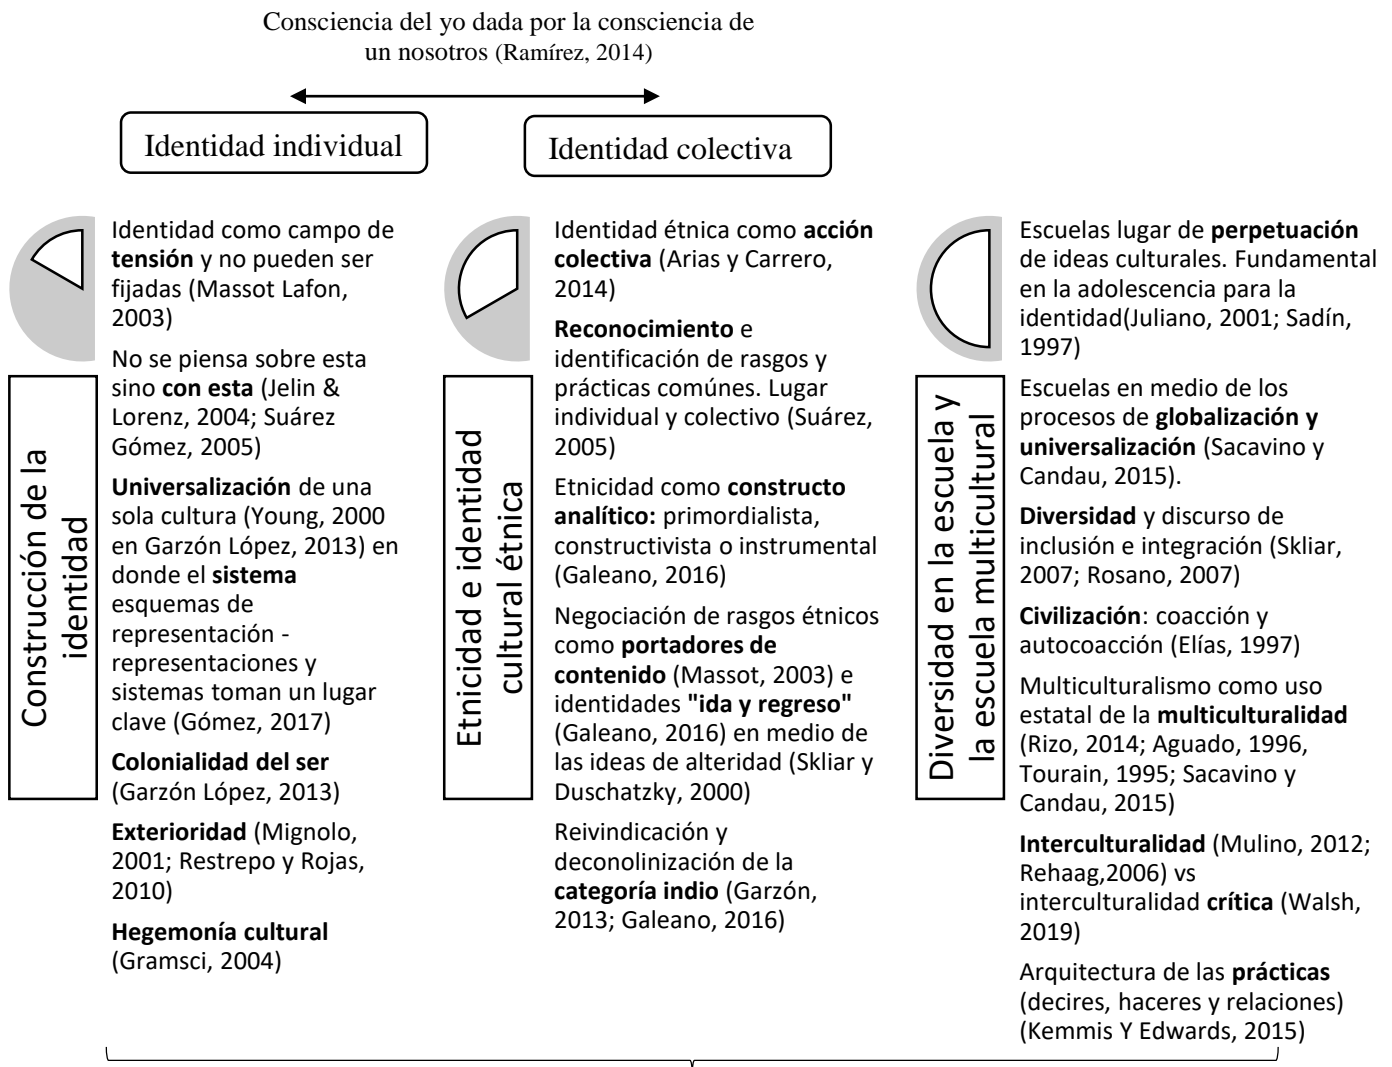 Consciencia del yo dada por la consciencia de
un nosotros (Ramírez, 2014)
Identidad individual
Identidad colectiva
Construcción de la
identidad
Identidad como campo de
tensión y no pueden ser
fijadas (Massot Lafon,
2003)
No se piensa sobre esta
sino con esta (Jelin &
Lorenz, 2004; Suárez
Gómez, 2005)
Universalización de una
sola cultura (Young, 2000
en Garzón López, 2013) en
donde el sistema
esquemas de
representación -
representaciones y
sistemas toman un lugar
clave (Gómez, 2017)
Colonialidad del ser
(Garzón López, 2013)
Exterioridad (Mignolo,
2001; Restrepo y Rojas,
2010)
Hegemonía cultural
(Gramsci, 2004)
Etnicidad e identidad
cultural étnica
Identidad étnica como acción
colectiva (Arias y Carrero,
2014)
Reconocimiento e
identificación de rasgos y
prácticas comúnes. Lugar
individual y colectivo (Suárez,
2005)
Etnicidad como constructo
analítico: primordialista,
constructivista o instrumental
(Galeano, 2016)
Negociación de rasgos étnicos
como portadores de
contenido (Massot, 2003) e
identidades "ida y regreso"
(Galeano, 2016) en medio de
las ideas de alteridad (Skliar y
Duschatzky, 2000)
Reivindicación y
deconolinización de la
categoría indio (Garzón,
2013; Galeano, 2016)
Diversidad en la escuela y
la escuela multicultural
Escuelas lugar de perpetuación
de ideas culturales. Fundamental
en la adolescencia para la
identidad(Juliano, 2001; Sadín,
1997)
Escuelas en medio de los
procesos de globalización y
universalización (Sacavino y
Candau, 2015).
Diversidad y discurso de
inclusión e integración (Skliar,
2007; Rosano, 2007)
Civilización: coacción y
autocoacción (Elías, 1997)
Multiculturalismo como uso
estatal de la multiculturalidad
(Rizo, 2014; Aguado, 1996,
Tourain, 1995; Sacavino y
Candau, 2015)
Interculturalidad (Mulino, 2012;
Rehaag,2006) vs
interculturalidad crítica (Walsh,
2019)
Arquitectura de las prácticas
(decires, haceres y relaciones)
(Kemmis Y Edwards, 2015)